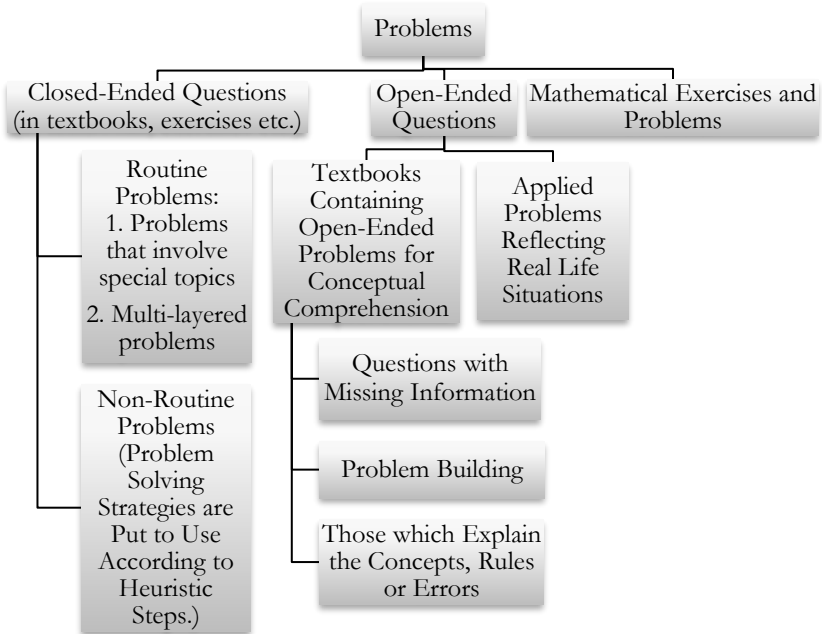 Problems
Closed-Ended Questions
(in textbooks, exercises etc.)
Open-Ended
Questions
Mathematical Exercises and
Problems
Routine
Problems:
1. Problems
that involve
special topics
2. Multi-layered
problems
Non-Routine
Problems
(Problem
Solving
Strategies are
Put to Use
According to
Heuristic
Steps.)
Textbooks
Containing
Open-Ended
Problems for
Conceptual
Comprehension
Applied
Problems
Reflecting
Real Life
Situations
Questions with
Missing Information
Problem Building
Those which Explain
the Concepts, Rules
or Errors